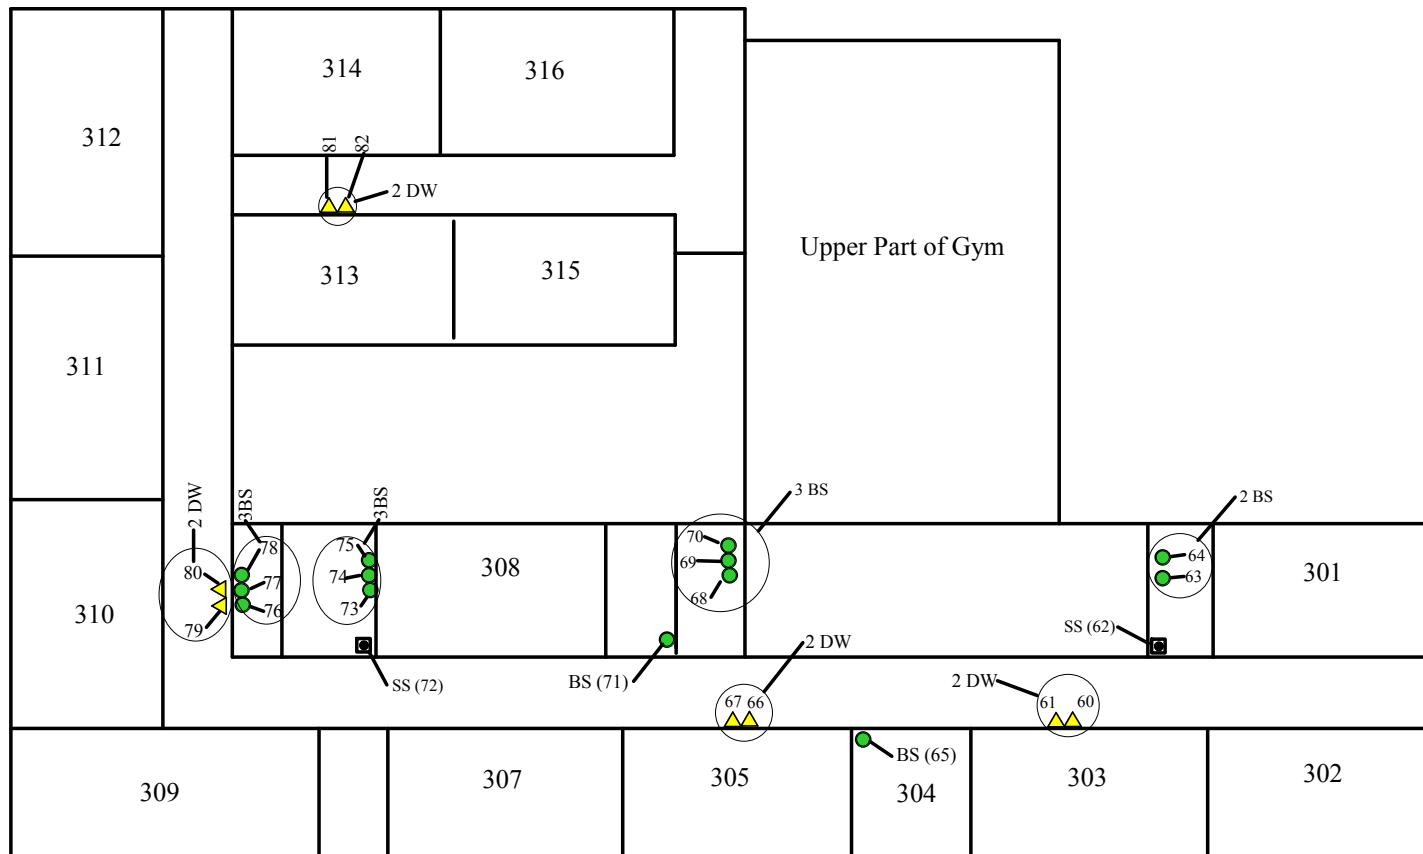 314
316
312
81
82
2 DW
Upper Part of Gym
313
315
311
3 BS
2 BS
2 DW
3BS
3BS
78
75
70
64
80
77
74
308
69
63
301
310
76
73
68
79
SS (62)
2 DW
SS (72)
BS (71)
2 DW
67
66
61
60
BS (65)
309
307
305
304
303
302